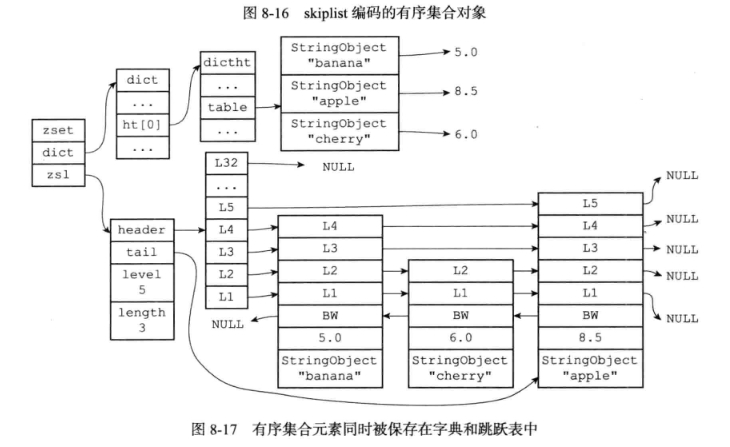 图 8-16 skiplist 编码的有序集合对象
zset
dict
zsl
dict
...
ht[0]
...
dictht
...
table
...
StringObject
"banana"
StringObject
"apple"
StringObject
"cherry"
5.0
8.5
6.0
header
tail
level
5
length
3
L32
...
L5
L4
L3
L2
L1
NULL
NULL
L4
L3
L2
L1
BW
5.0
StringObject
"banana"
L2
L1
BW
6.0
StringObject
"cherry"
L5
L4
L3
L2
L1
BW
8.5
StringObject
"apple"
NULL
NULL
NULL
NULL
NULL
图 8-17 有序集合元素同时被保存在字典和跳跃表中